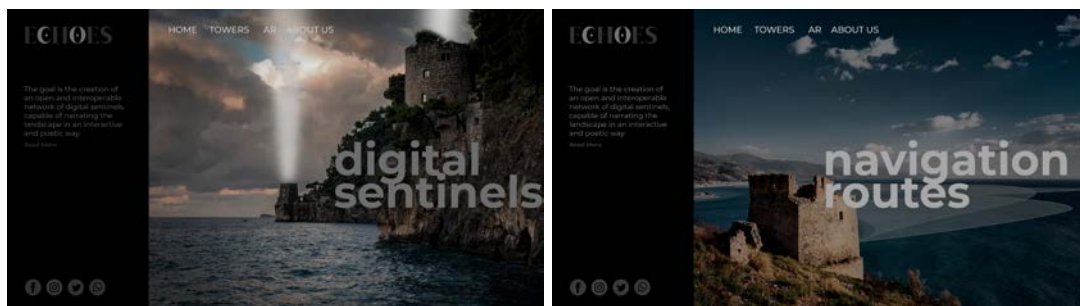 ECHOES
HOME TOWERS AR ABOUT US
The goal is the creation of
an open and interoperable
network of digital sentinels,
capable of narrating the
landscape in an interactive
and poetic way
Read More
digital
sentinels
ECHOES
HOME TOWERS AR ABOUT US
The goal is the creation of
an open and interoperable
network of digital sentinels,
capable of narrating the
landscape in an interactive
and poetic way
Read More
navigation
routes